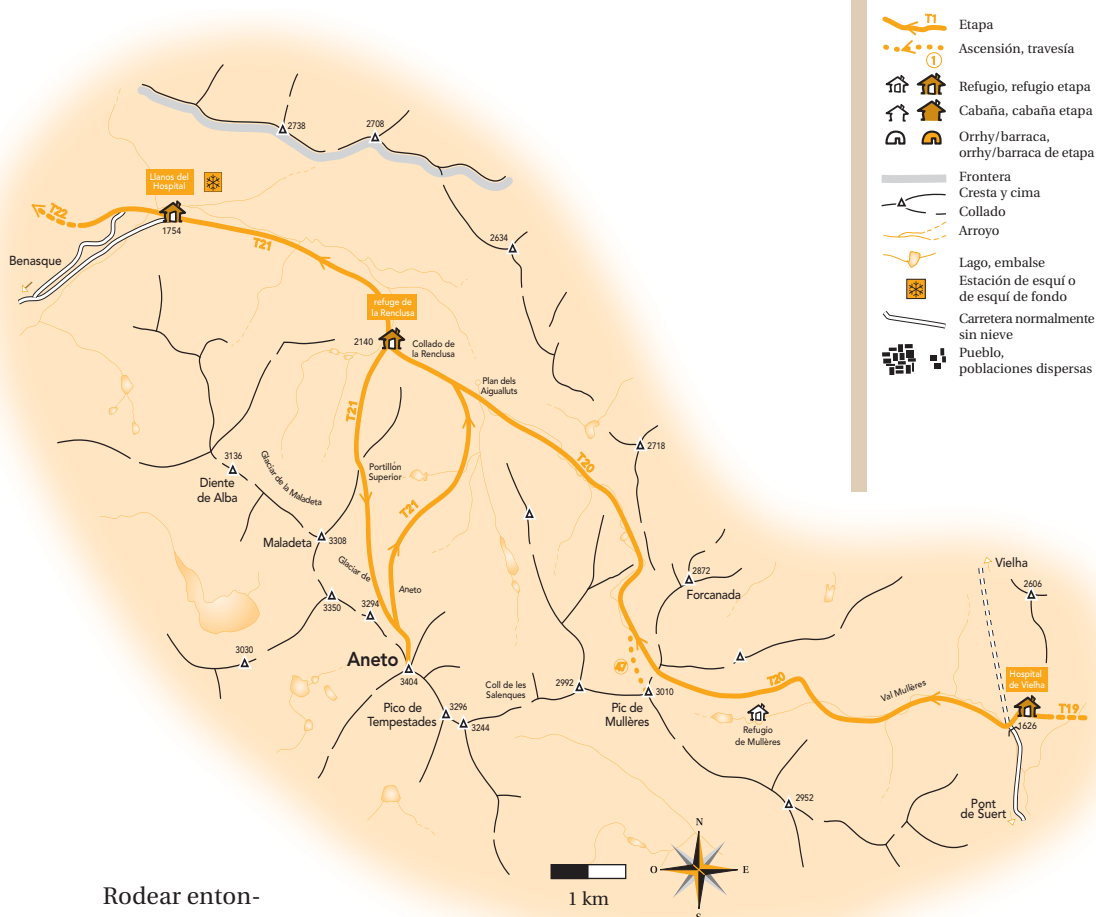 T1
Etapa
Ascensión, travesía
1
Refugio, refugio etapa
Cabaña, cabaña etapa
Orrhy/barraca,
orrhy/barraca de etapa
Frontera
Cresta y cima
Collado
Arroyo
Lago, embalse
Estación de esquí o
de esquí de fondo
Carretera normalmente
sin nieve
Pueblo,
poblaciones dispersas
2738
2708
Llanos del
Hospital
T22
1754
T21
2634
Benasque
refuge de
la Renclusa
2140
Collado de
la Renclusa
Plan dels
Aigualluts
T21
2718
3136
Diente
de Alba
Glaciar de la Maladeta
Portillón
Superior
T20
T21
Maladeta
3308
Glaciar de
Aneto
3350
3294
2872
Forcanada
Vielha
2606
3030
Aneto
3404
Coll de les
Salenques
2992
47
3010
Pic de
Mullères
T20
Val Mullères
Hospital
de Vielha
T19
1626
Pico de
Tempestades
3296
3244
Refugio
de Mullères
2952
Pont
de Suert
N
O
E
S
1 km
Rodear enton-